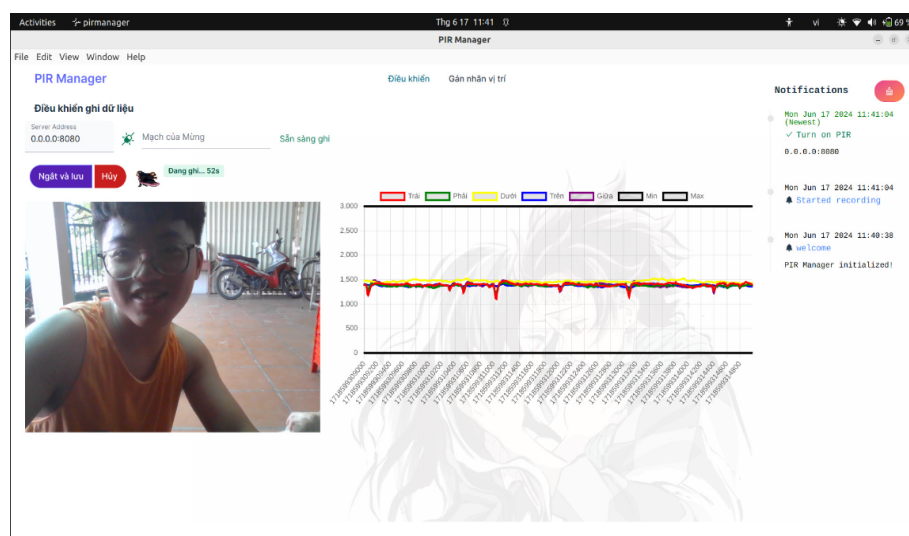 Activities pirmanager Thg 6 17 11:41 vi 69 %
PIR Manager
File Edit View Window Help
PIR Manager Điều khiển Gán nhãn vị trí
Notifications
Điều khiển ghi dữ liệu
Server Address
0.0.0.0:8080
Mạch của Mừng
Sẵn sàng ghi
Ngắt và lưu Hủy Đang ghi... 52s
Mon Jun 17 2024 11:41:04
(Newest)
✓ Turn on PIR
0.0.0.0:8080
Mon Jun 17 2024 11:41:04
Started recording
Mon Jun 17 2024 11:40:38
welcome
PIR Manager initialized!
Trái Phải Dưới Trên Giữa Min Max
3.000
2.500
2.000
1.500
1.000
500
0